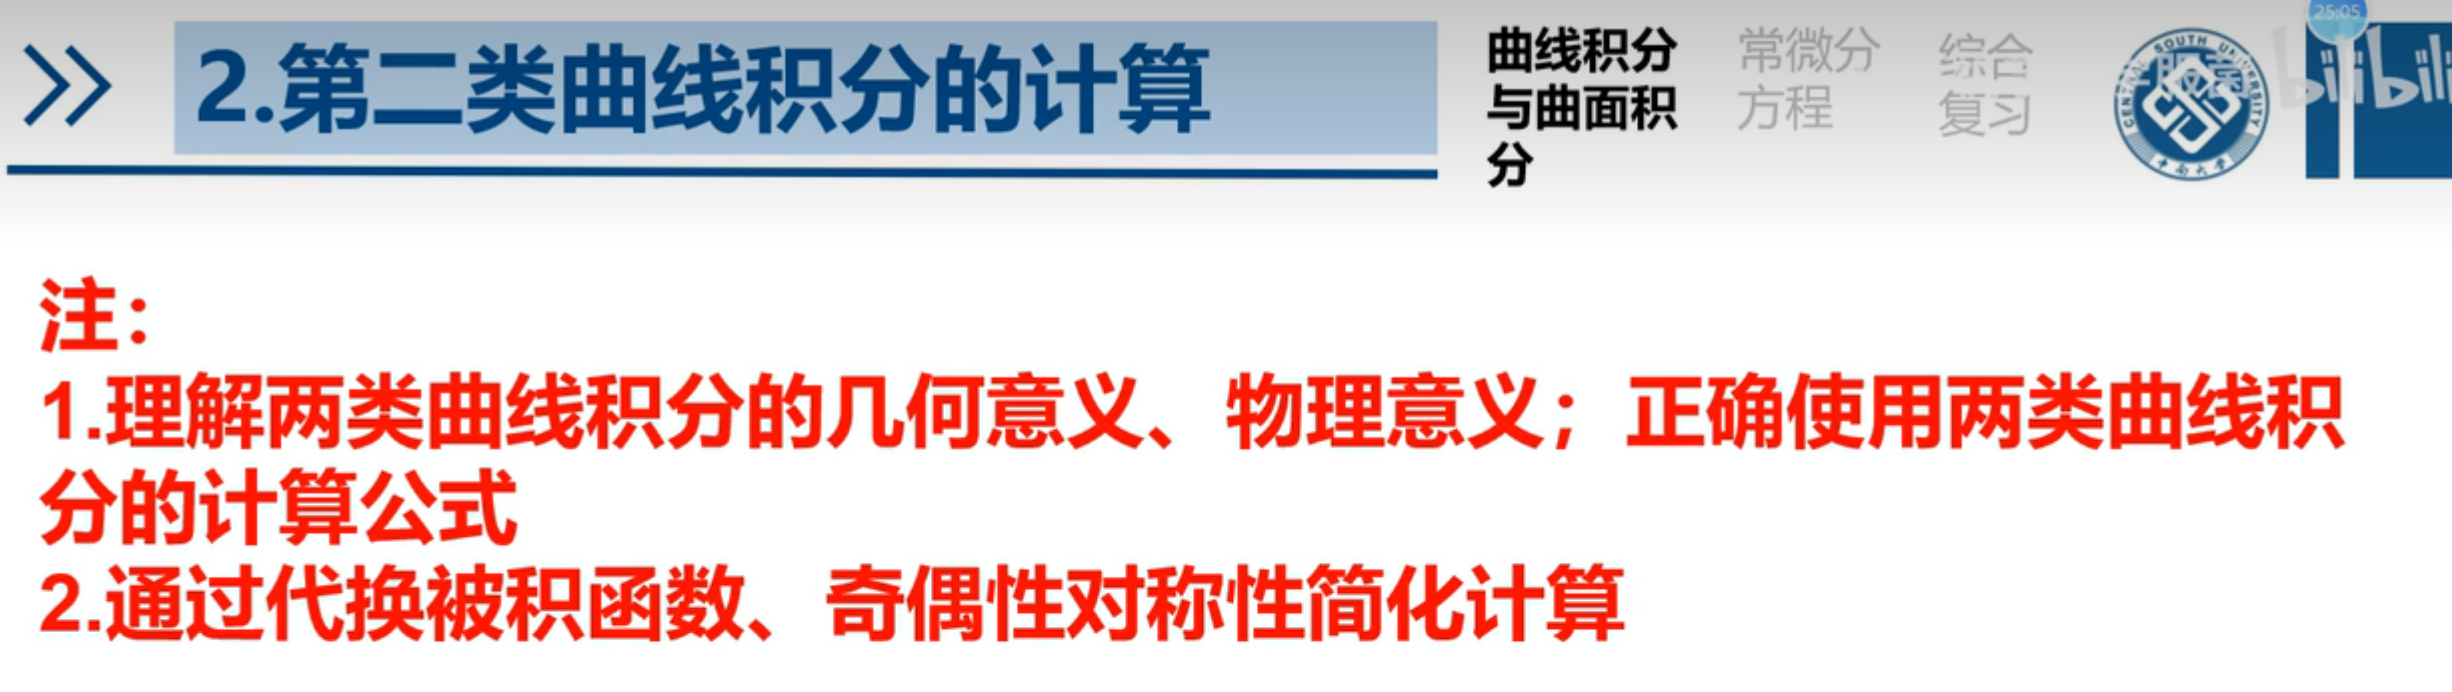 25:05
2.第二类曲线积分的计算
曲线积分
与曲面积
分
常微分
方程
综合
复习
CENTRAL SOUTH UNIVERSITY
中南大学
bilibili
注：
1.理解两类曲线积分的几何意义、物理意义；正确使用两类曲线积
分的计算公式
2.通过代换被积函数、奇偶性对称性简化计算